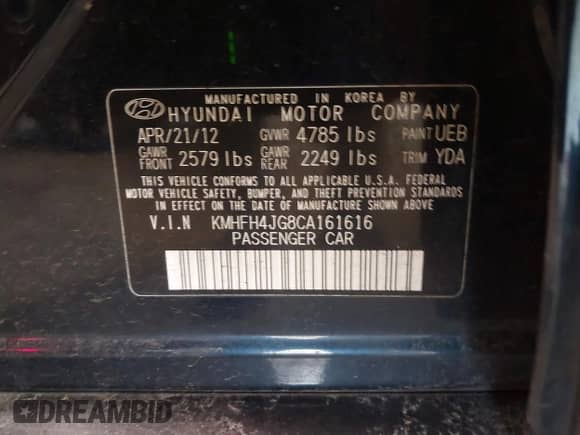 MANUFACTURED IN KOREA BY
HYUNDAI MOTOR COMPANY
APR/21/12 GVWR 4785 lbs PAINT UEB
GAWR FRONT 2579 lbs GAWR REAR 2249 lbs TRIM YDA
THIS VEHICLE CONFORMS TO ALL APPLICABLE U.S.A. FEDERAL
MOTOR VEHICLE SAFETY, BUMPER, AND THEFT PREVENTION STANDARDS
IN EFFECT ON THE DATE OF MANUFACTURE SHOWN ABOVE
V.I.N KMHFH4JG8CA161616
PASSENGER CAR
DREAMBID